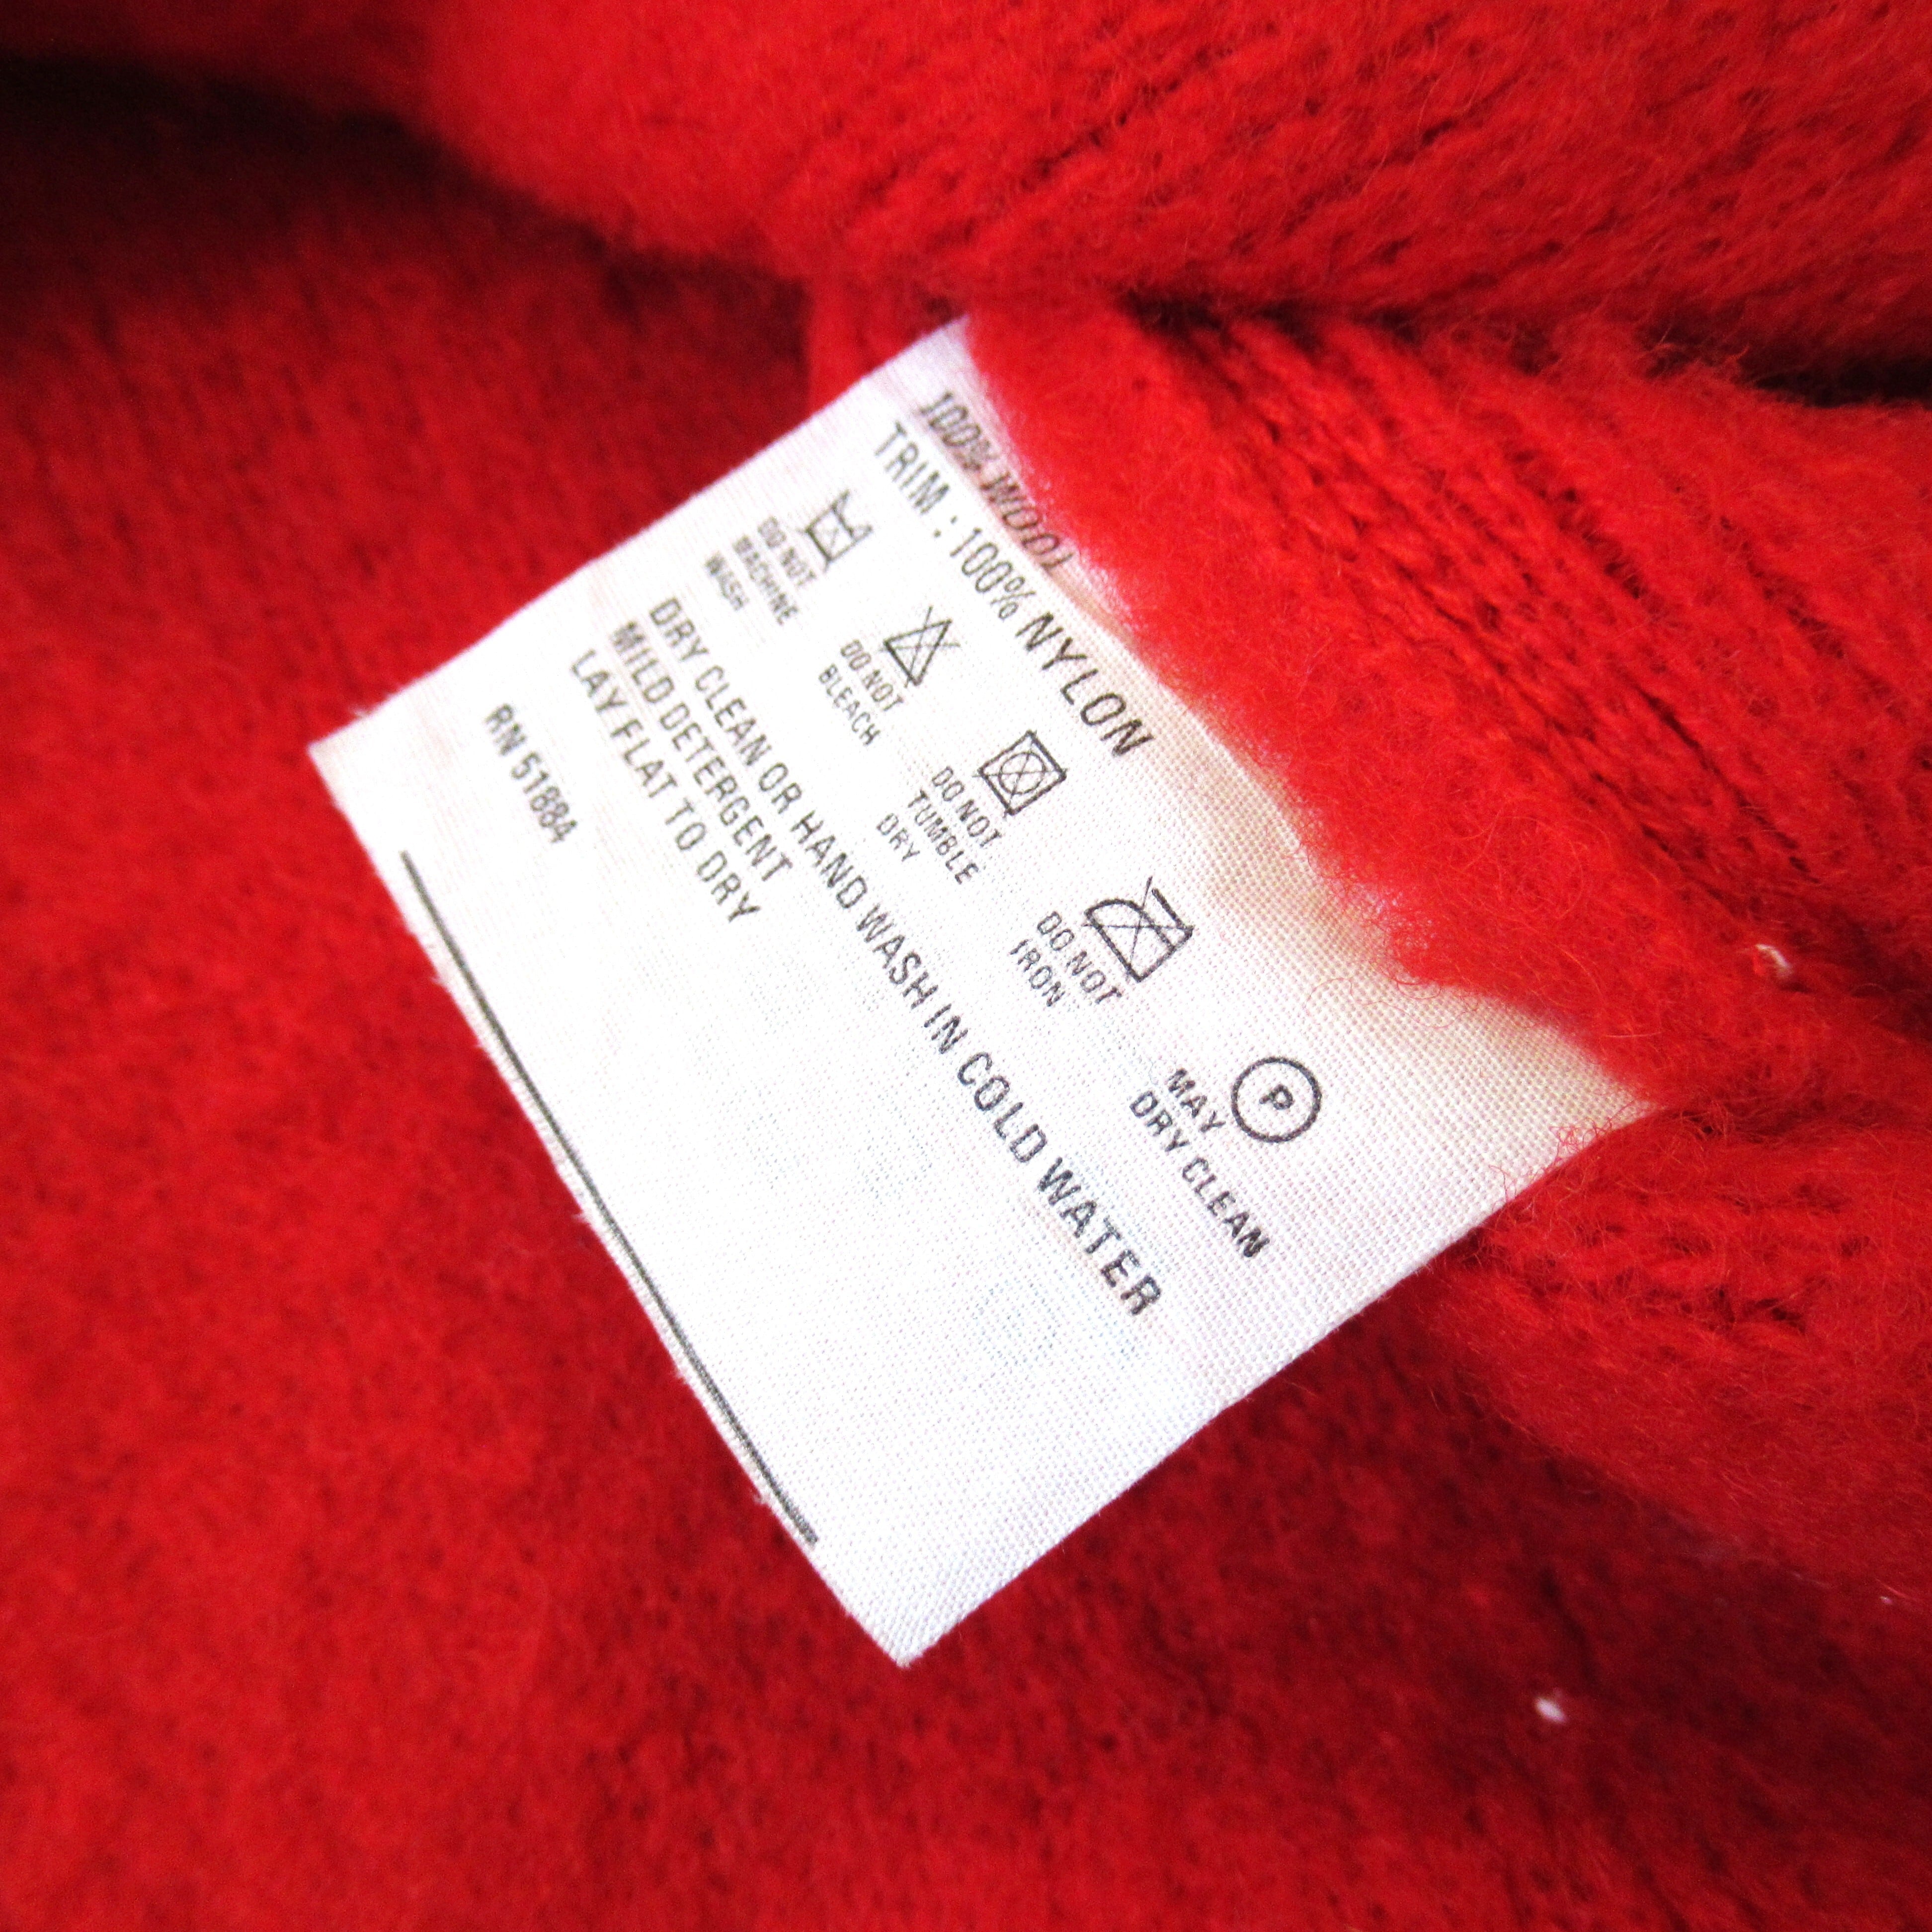 100% WOOL
TRIM : 100% NYLON
DO NOT
MACHINE
WASH
DO NOT
BLEACH
DO NOT
TUMBLE
DRY
DO NOT
IRON
P
MAY
DRY CLEAN
DRY CLEAN OR HAND WASH IN COLD WATER
MILD DETERGENT
LAY FLAT TO DRY
RN 51884